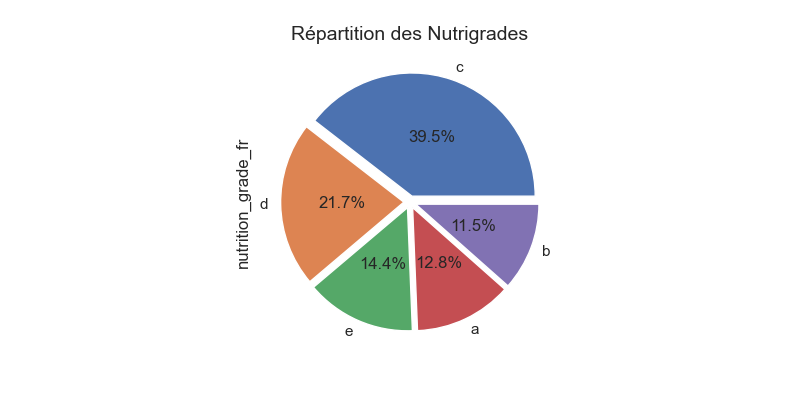 Répartition des Nutrigrades
c
39.5%
nutrition_grade_fr
d
21.7%
11.5%
b
14.4%
12.8%
e
a